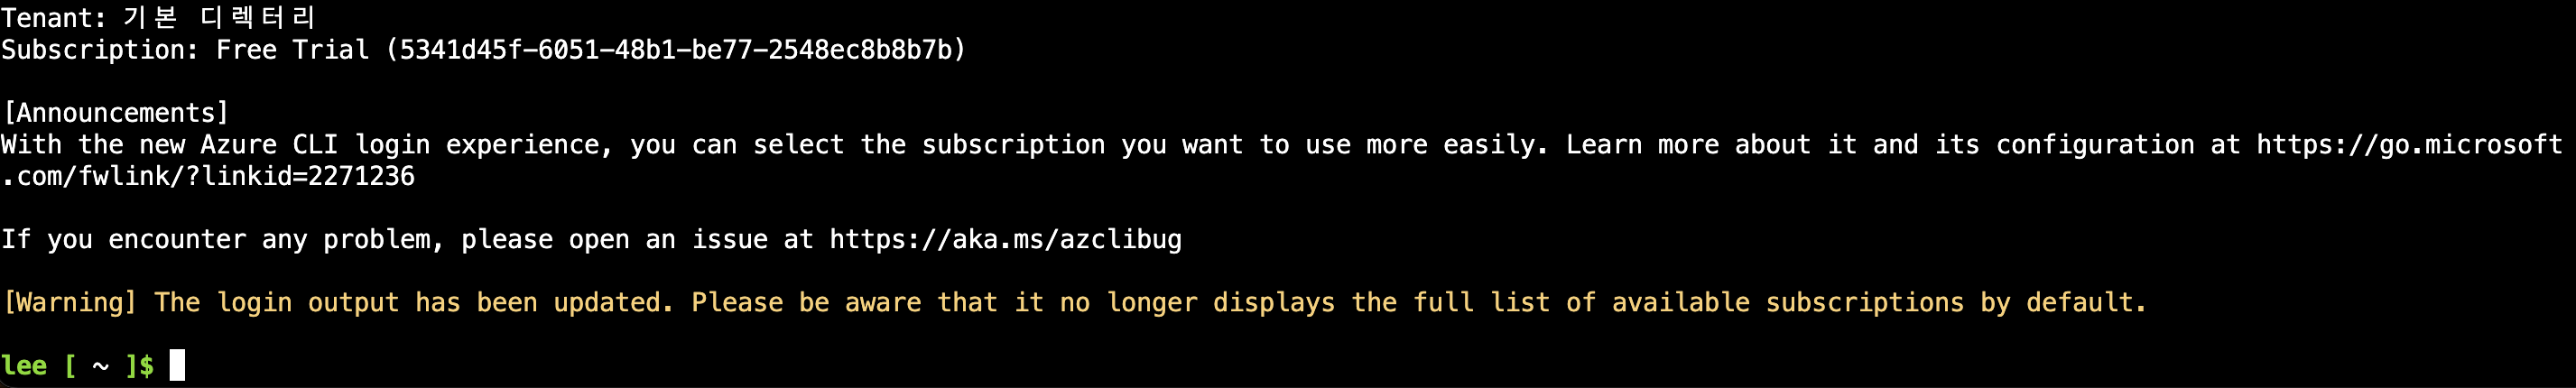 Tenant: 기본 디렉터리
Subscription: Free Trial (5341d45f-6051-48b1-be77-2548ec8b8b7b)
[Announcements]
With the new Azure CLI login experience, you can select the subscription you want to use more easily. Learn more about it and its configuration at https://go.microsoft
.com/fwlink/?linkid=2271236
If you encounter any problem, please open an issue at https://aka.ms/azclibug
[Warning] The login output has been updated. Please be aware that it no longer displays the full list of available subscriptions by default.
lee [ ~ ]$